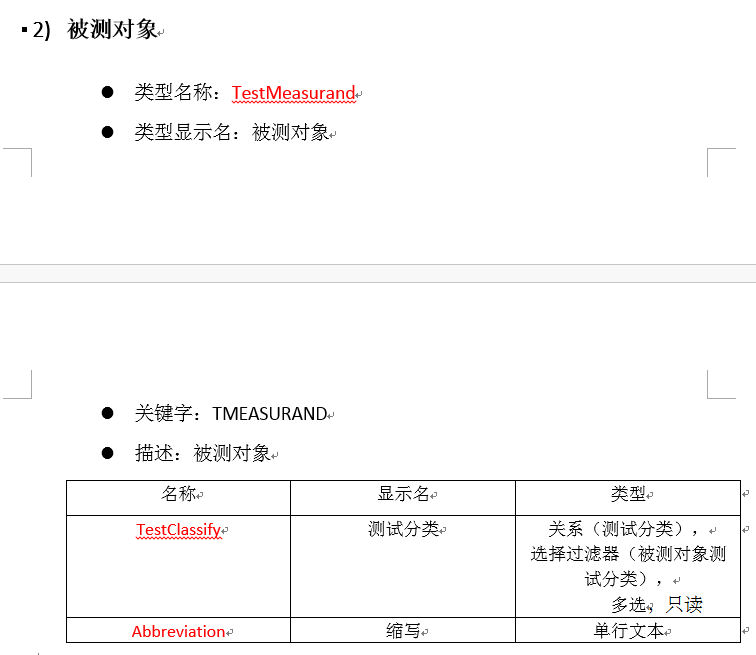 2) 被测对象
● 类型名称：TestMeasurand
● 类型显示名：被测对象
● 关键字：TMEASURAND
● 描述：被测对象
名称 显示名 类型
TestClassify 测试分类 关系（测试分类），
选择过滤器（被测对象测
试分类），
多选，只读
Abbreviation 缩写 单行文本